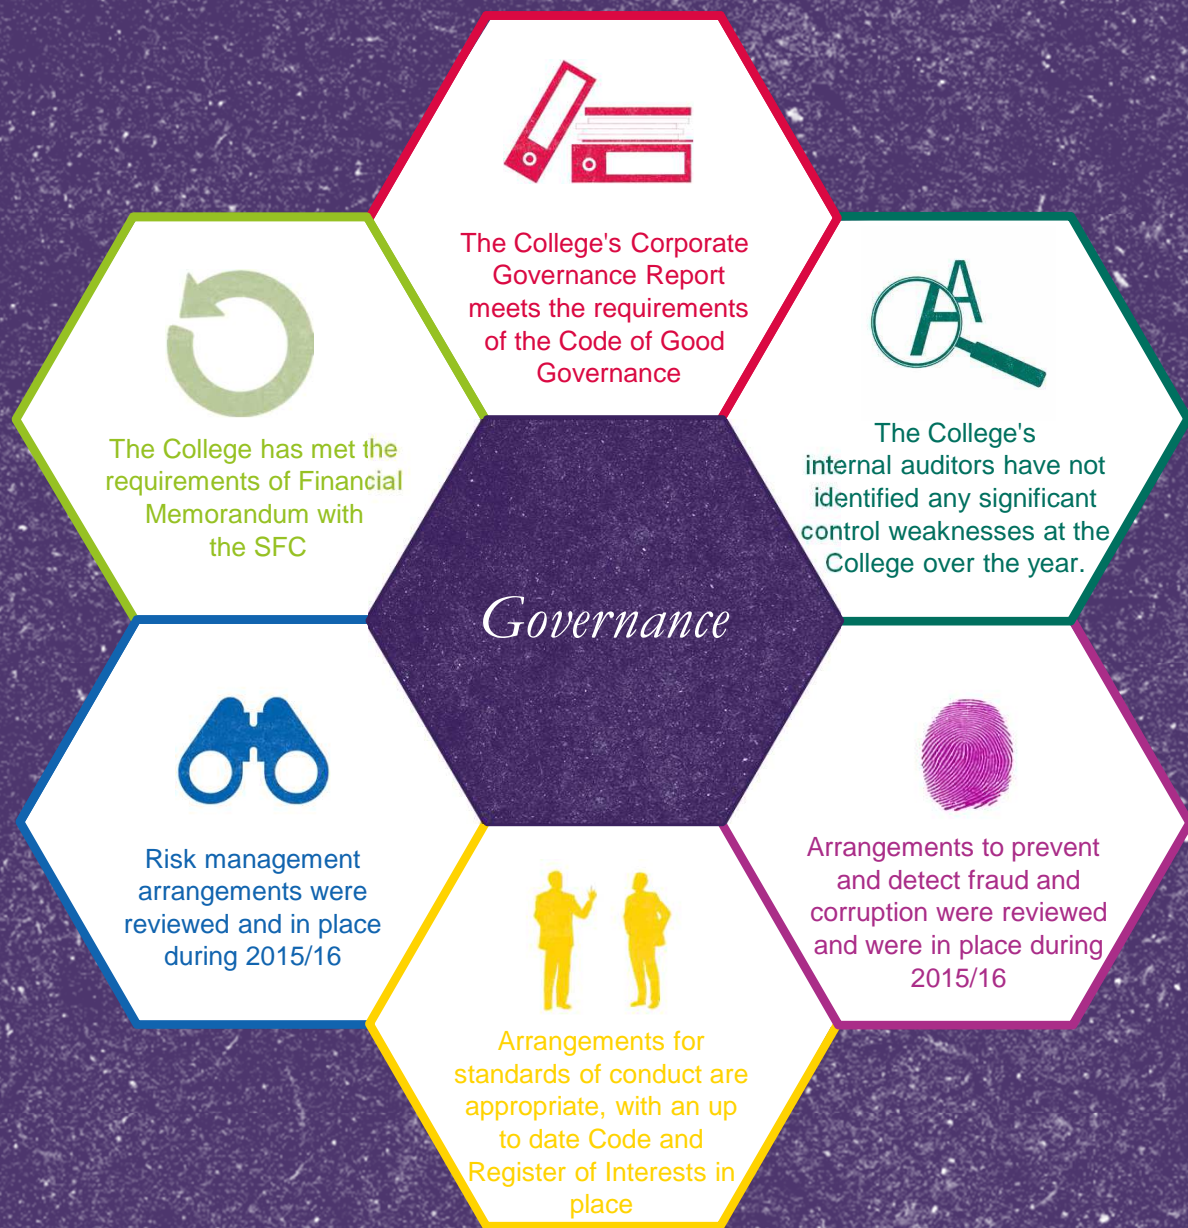 The College's Corporate
Governance Report
meets the requirements
of the Code of Good
Governance
The College has met the
requirements of Financial
Memorandum with
the SFC
The College's
internal auditors have not
identified any significant
control weaknesses at the
College over the year.
Governance
Risk management
arrangements were
reviewed and in place
during 2015/16
Arrangements to prevent
and detect fraud and
corruption were reviewed
and were in place during
2015/16
Arrangements for
standards of conduct are
appropriate, with an up
to date Code and
Register of Interests in
place